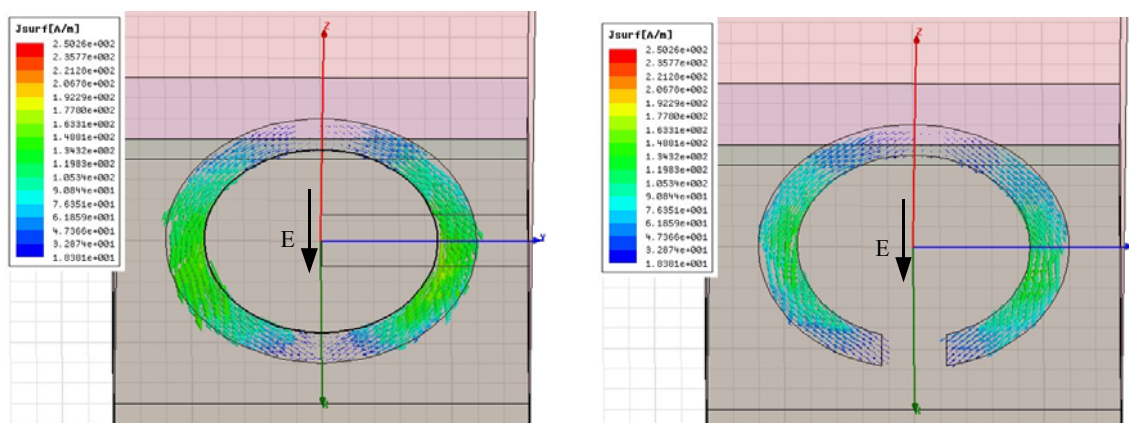 Jsurf[A/m]
2.5026e+002
2.3577e+002
2.2128e+002
2.0678e+002
1.9229e+002
1.7780e+002
1.6331e+002
1.4881e+002
1.3432e+002
1.1983e+002
1.0534e+002
9.0844e+001
7.6351e+001
6.1859e+001
4.7366e+001
3.2874e+001
1.8381e+001
Z
E
Y
Jsurf[A/m]
2.5026e+002
2.3577e+002
2.2128e+002
2.0678e+002
1.9229e+002
1.7780e+002
1.6331e+002
1.4881e+002
1.3432e+002
1.1983e+002
1.0534e+002
9.0844e+001
7.6351e+001
6.1859e+001
4.7366e+001
3.2874e+001
1.8381e+001
Z
E